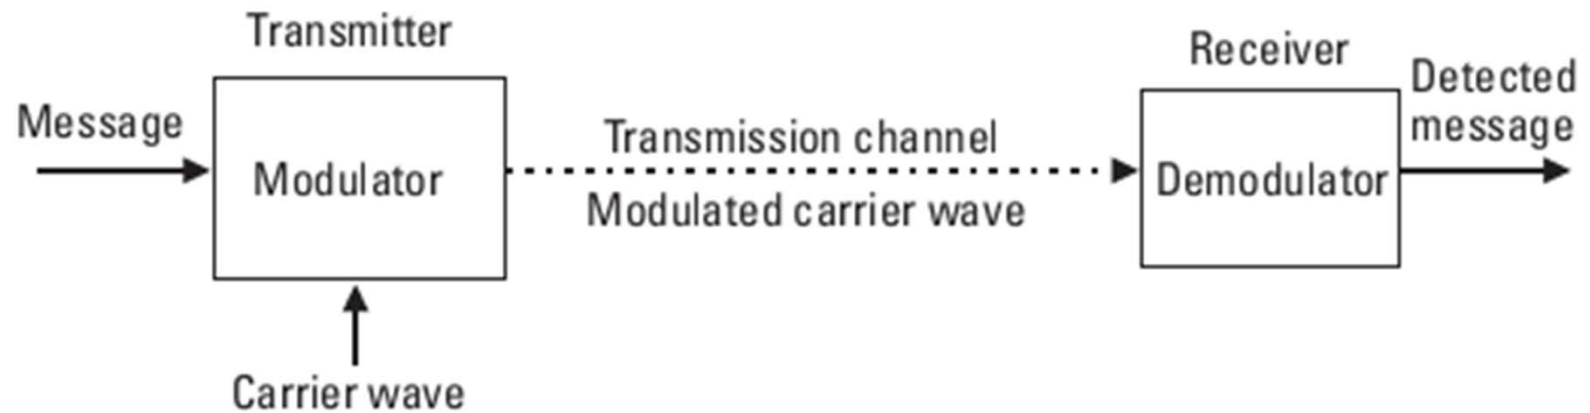 Transmitter
Message
Modulator
Carrier wave
Transmission channel
Modulated carrier wave
Receiver
Demodulator
Detected
message